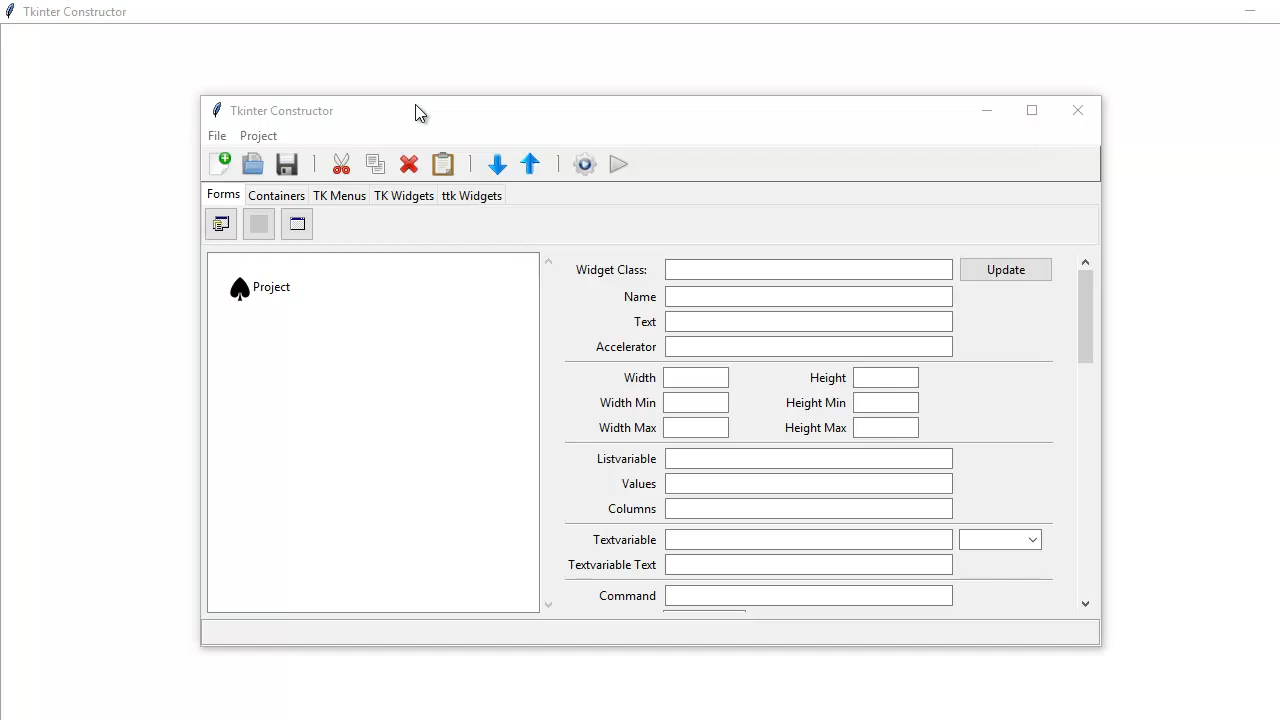 Tkinter Constructor
Tkinter Constructor
File Project
Forms Containers TK Menus TK Widgets ttk Widgets
Project
Widget Class: Update
Name
Text
Accelerator
Width Height
Width Min Height Min
Width Max Height Max
Listvariable
Values
Columns
Textvariable
Textvariable Text
Command